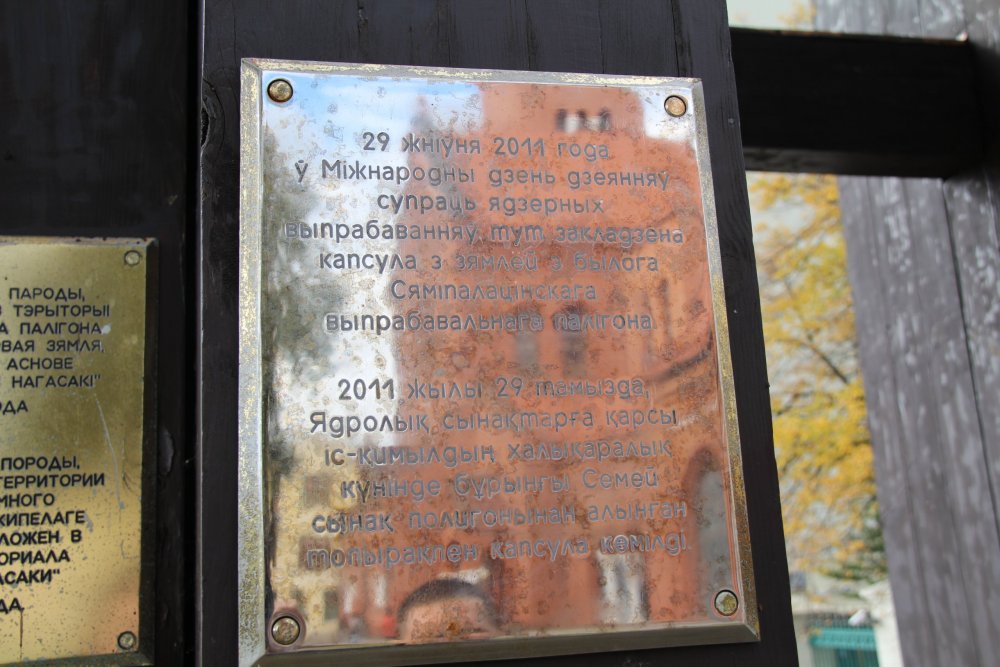 ПАРОДЫ,
З ТЭРЫТОРЫІ
ПАЛІГОНА
ЗЯМЛЯ,
АСНОВЕ
НАГАСАКІ"
ПОРОДЫ,
ТЕРРИТОРИИ
ЛОЖЕН В
29 жніўня 2011 года
ў Міжнародны дзень дзеянняў
супраць ядзерных
выпрабаванняў тут закладзена
капсула з зямлёй з былога
Сяміпалацінскага
выпрабавальнага палігона.
2011 жылы 29 тамызда,
Ядролық сынақтарға қарсы
іс-қимылдың халықаралық
күнінде бұрынғы Семей
сынақ полигонынан алынған
топырақпен капсула көмілді.